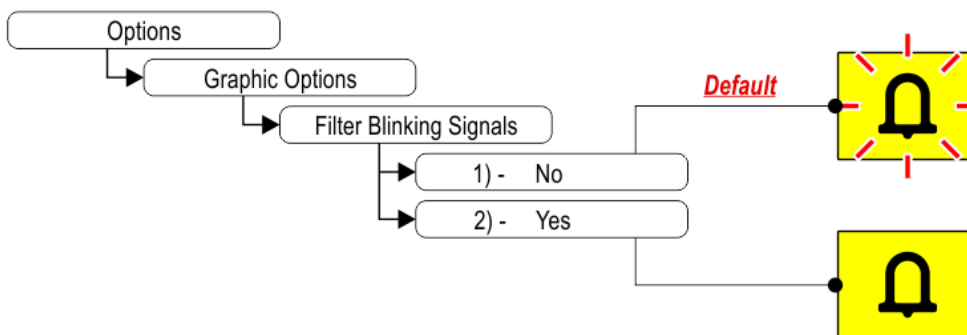 Options
Graphic Options
Default
Filter Blinking Signals
1) - No
2) - Yes